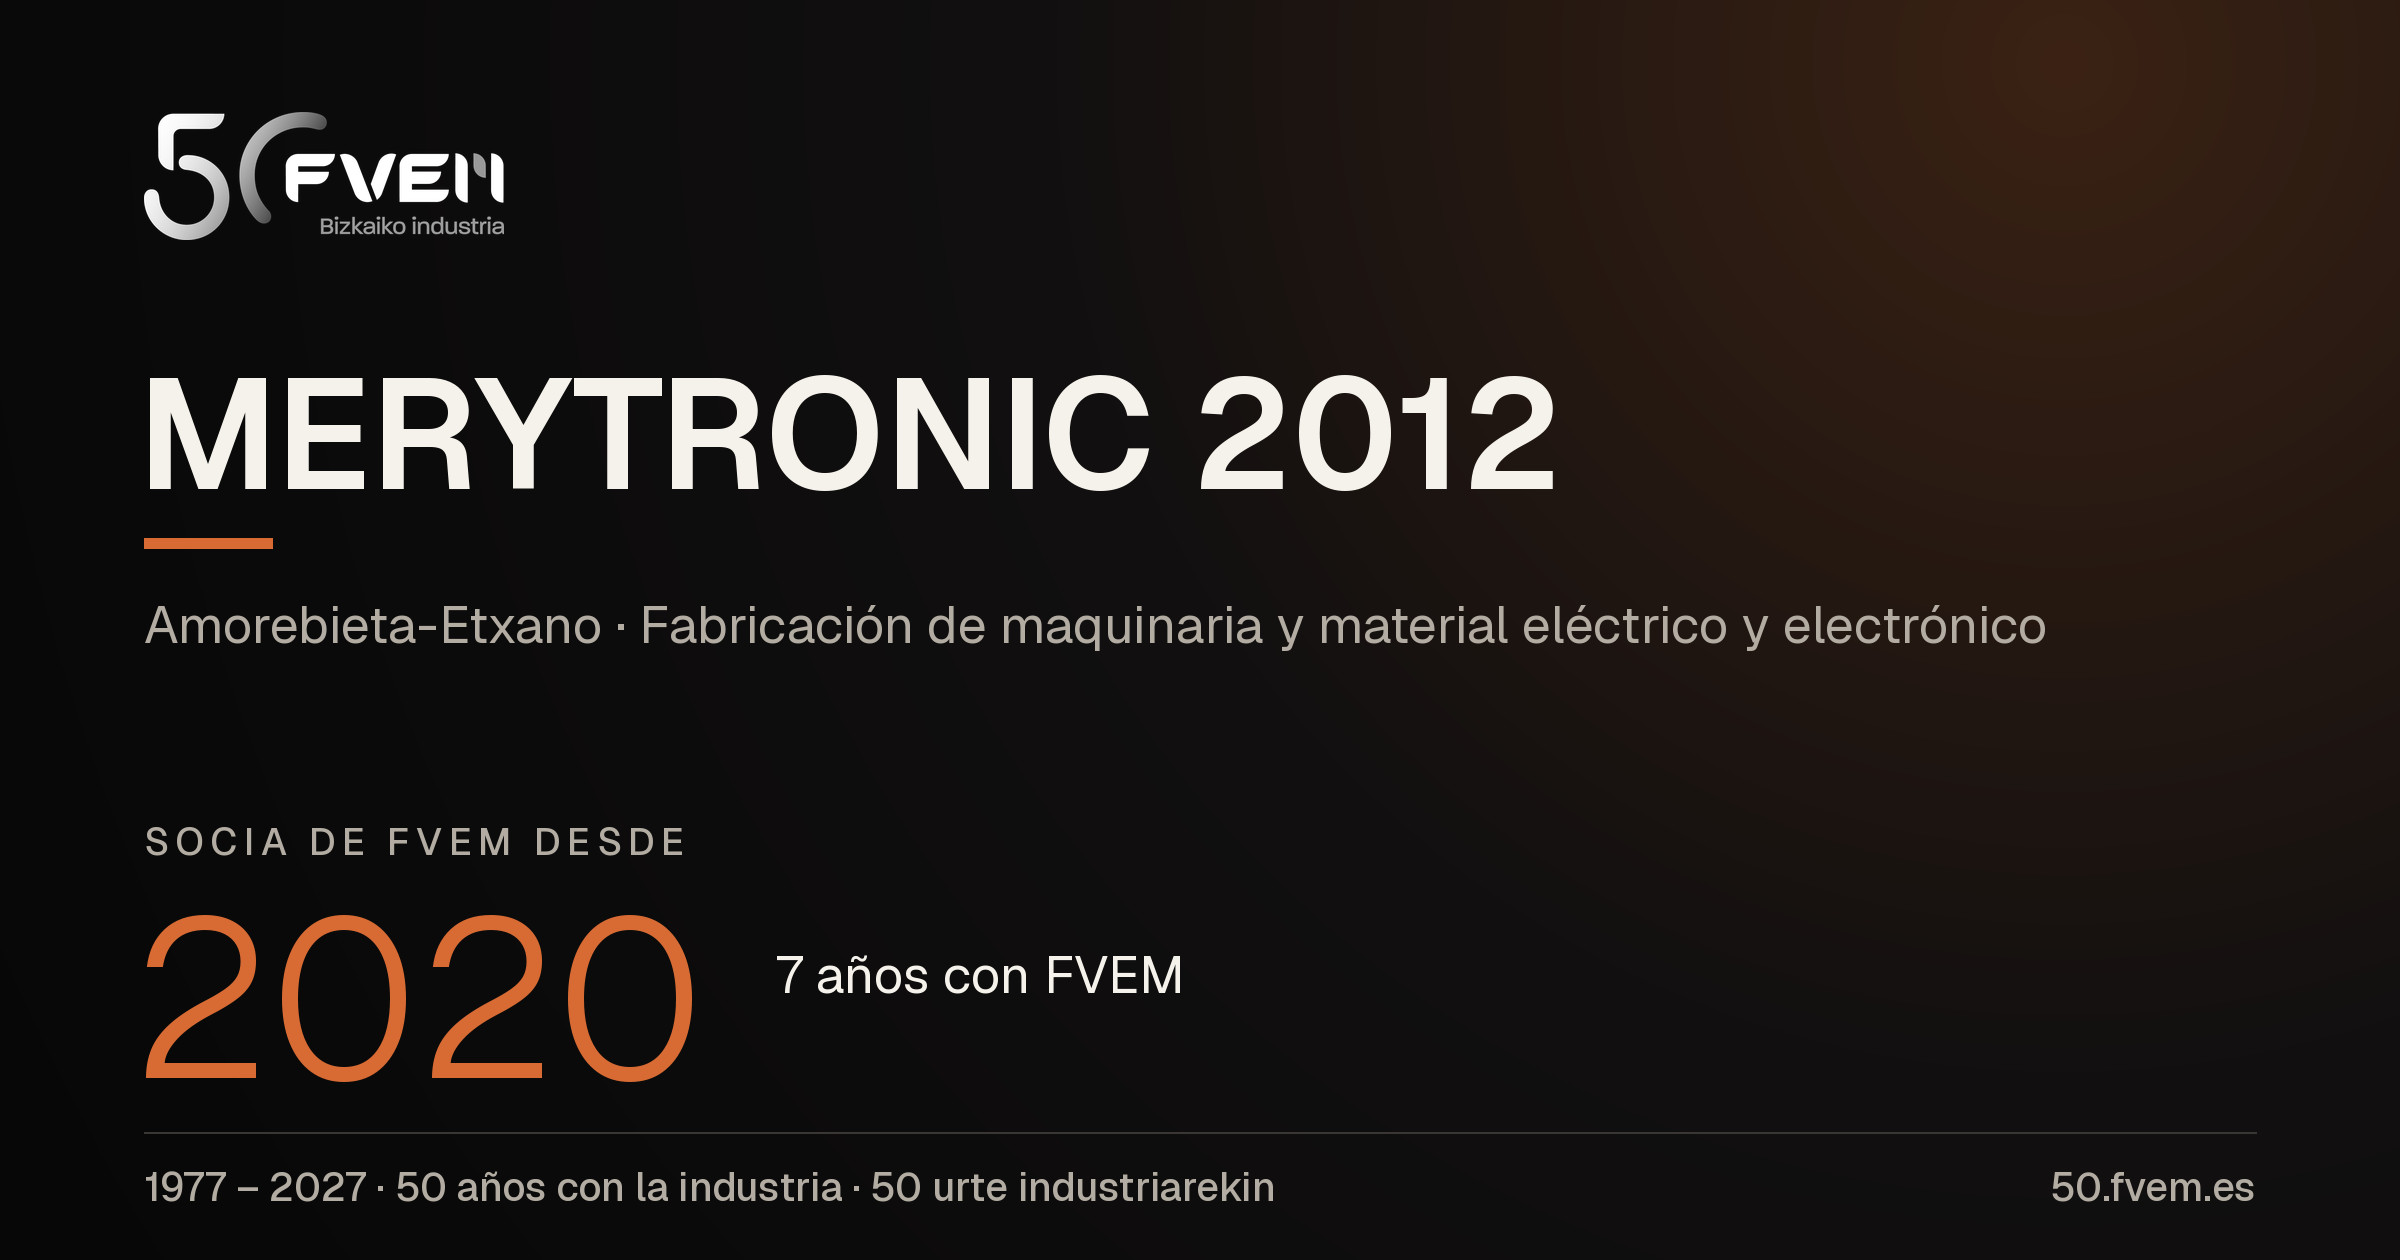 50 FVEM
Bizkaiko industria
MERYTRONIC 2012
Amorebieta-Etxano · Fabricación de maquinaria y material eléctrico y electrónico
SOCIA DE FVEM DESDE
2020
7 años con FVEM
1977 – 2027 · 50 años con la industria · 50 urte industriarekin
50.fvem.es